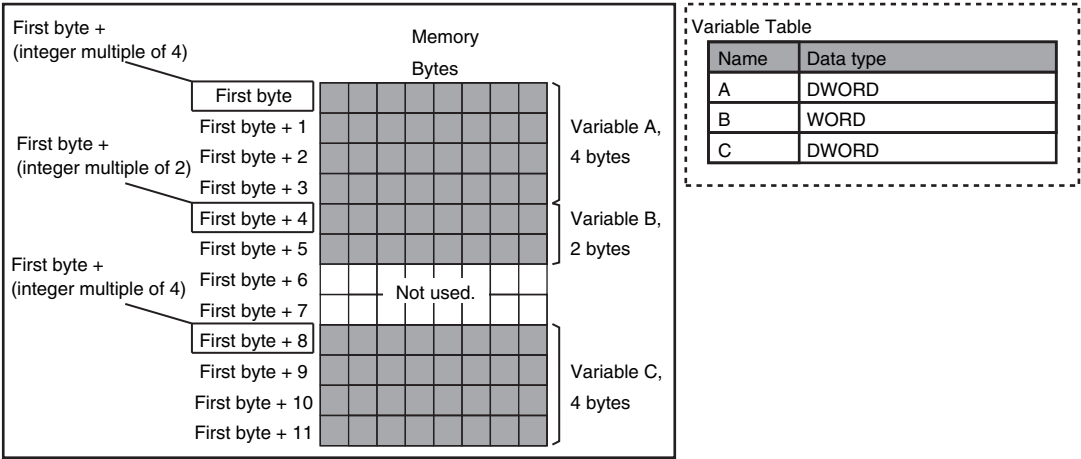 First byte +
(integer multiple of 4)
Memory
Bytes
First byte
First byte + 1
First byte + 2
First byte + 3
First byte +
(integer multiple of 2)
First byte + 4
First byte + 5
First byte + 6
First byte + 7
First byte +
(integer multiple of 4)
First byte + 8
First byte + 9
First byte + 10
First byte + 11
Not used.
Variable A,
4 bytes
Variable B,
2 bytes
Variable C,
4 bytes
Variable Table
Name Data type
A DWORD
B WORD
C DWORD